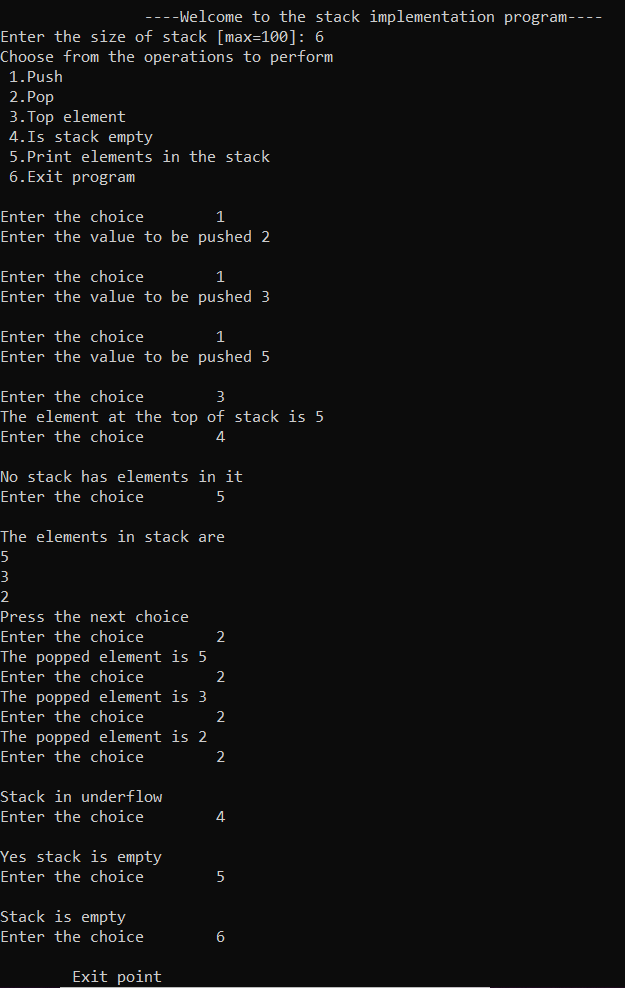 ----Welcome to the stack implementation program----
Enter the size of stack [max=100]: 6
Choose from the operations to perform
1.Push
2.Pop
3.Top element
4.Is stack empty
5.Print elements in the stack
6.Exit program
Enter the choice 1
Enter the value to be pushed 2
Enter the choice 1
Enter the value to be pushed 3
Enter the choice 1
Enter the value to be pushed 5
Enter the choice 3
The element at the top of stack is 5
Enter the choice 4
No stack has elements in it
Enter the choice 5
The elements in stack are
5
3
2
Press the next choice
Enter the choice 2
The popped element is 5
Enter the choice 2
The popped element is 3
Enter the choice 2
The popped element is 2
Enter the choice 2
Stack in underflow
Enter the choice 4
Yes stack is empty
Enter the choice 5
Stack is empty
Enter the choice 6
Exit point